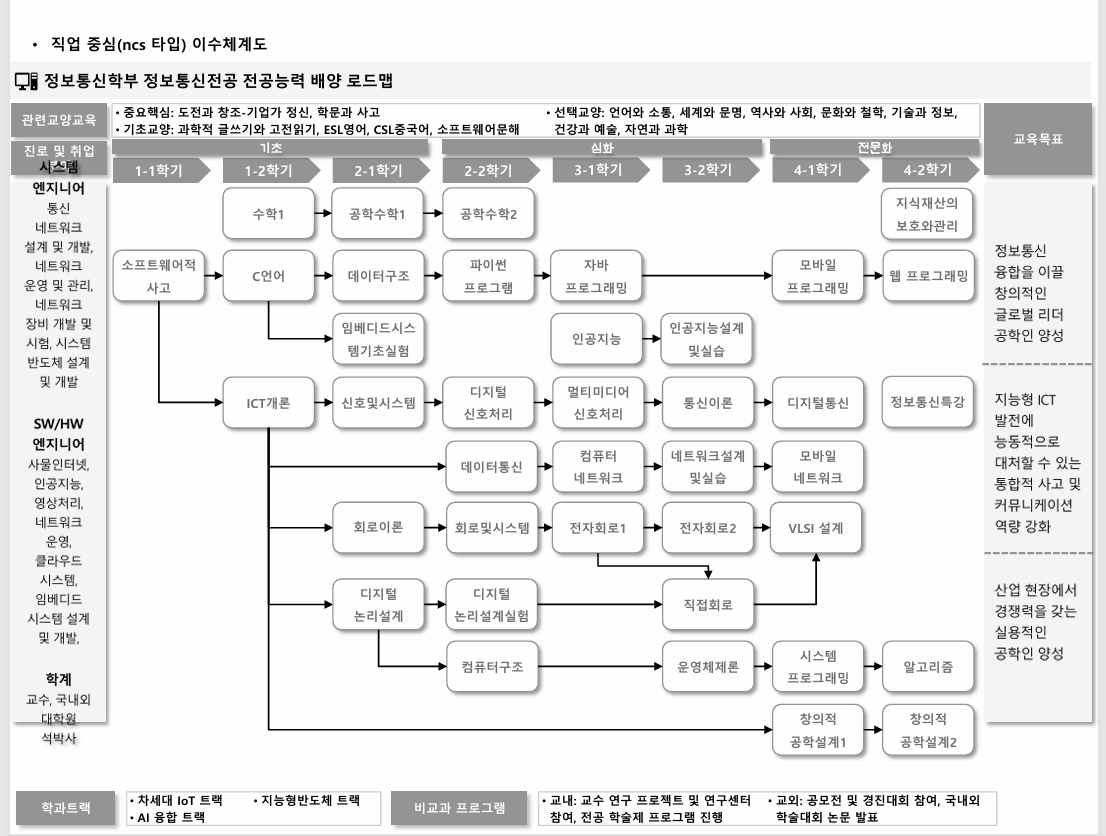 • 직업 중심(ncs 타입) 이수체계도
정보통신학부 정보통신전공 전공능력 배양 로드맵
관련교양교육
• 중요핵심: 도전과 창조-기업가 정신, 학문과 사고
• 기초교양: 과학적 글쓰기와 고전읽기, ESL영어, CSL중국어, 소프트웨어문해
• 선택교양: 언어와 소통, 세계와 문명, 역사와 사회, 문화와 철학, 기술과 정보,
건강과 예술, 자연과 과학
교육목표
진로 및 취업
기초
심화
전문화
1-1학기
1-2학기
2-1학기
2-2학기
3-1학기
3-2학기
4-1학기
4-2학기
시스템
엔지니어
통신
네트워크
설계 및 개발,
네트워크
운영 및 관리,
네트워크
장비 개발 및
시험, 시스템
반도체 설계
및 개발
SW/HW
엔지니어
사물인터넷,
인공지능,
영상처리,
네트워크
운영,
클라우드
시스템,
임베디드
시스템 설계
및 개발,
학계
교수, 국내외
대학원
석박사
수학1
공학수학1
공학수학2
지식재산의
보호와관리
소프트웨어적
사고
C언어
데이터구조
파이썬
프로그램
자바
프로그래밍
모바일
프로그래밍
웹 프로그래밍
임베디드시스
템기초실험
인공지능
인공지능설계
및실습
ICT개론
신호및시스템
디지털
신호처리
멀티미디어
신호처리
통신이론
디지털통신
정보통신특강
데이터통신
컴퓨터
네트워크
네트워크설계
및실습
모바일
네트워크
회로이론
회로및시스템
전자회로1
전자회로2
VLSI 설계
디지털
논리설계
디지털
논리설계실험
직접회로
컴퓨터구조
운영체제론
시스템
프로그래밍
알고리즘
창의적
공학설계1
창의적
공학설계2
정보통신
융합을 이끌
창의적인
글로벌 리더
공학인 양성
지능형 ICT
발전에
능동적으로
대처할 수 있는
통합적 사고 및
커뮤니케이션
역량 강화
산업 현장에서
경쟁력을 갖는
실용적인
공학인 양성
학과트랙
• 차세대 IoT 트랙
• 지능형반도체 트랙
• AI 융합 트랙
비교과 프로그램
• 교내: 교수 연구 프로젝트 및 연구센터
참여, 전공 학술제 프로그램 진행
• 교외: 공모전 및 경진대회 참여, 국내외
학술대회 논문 발표